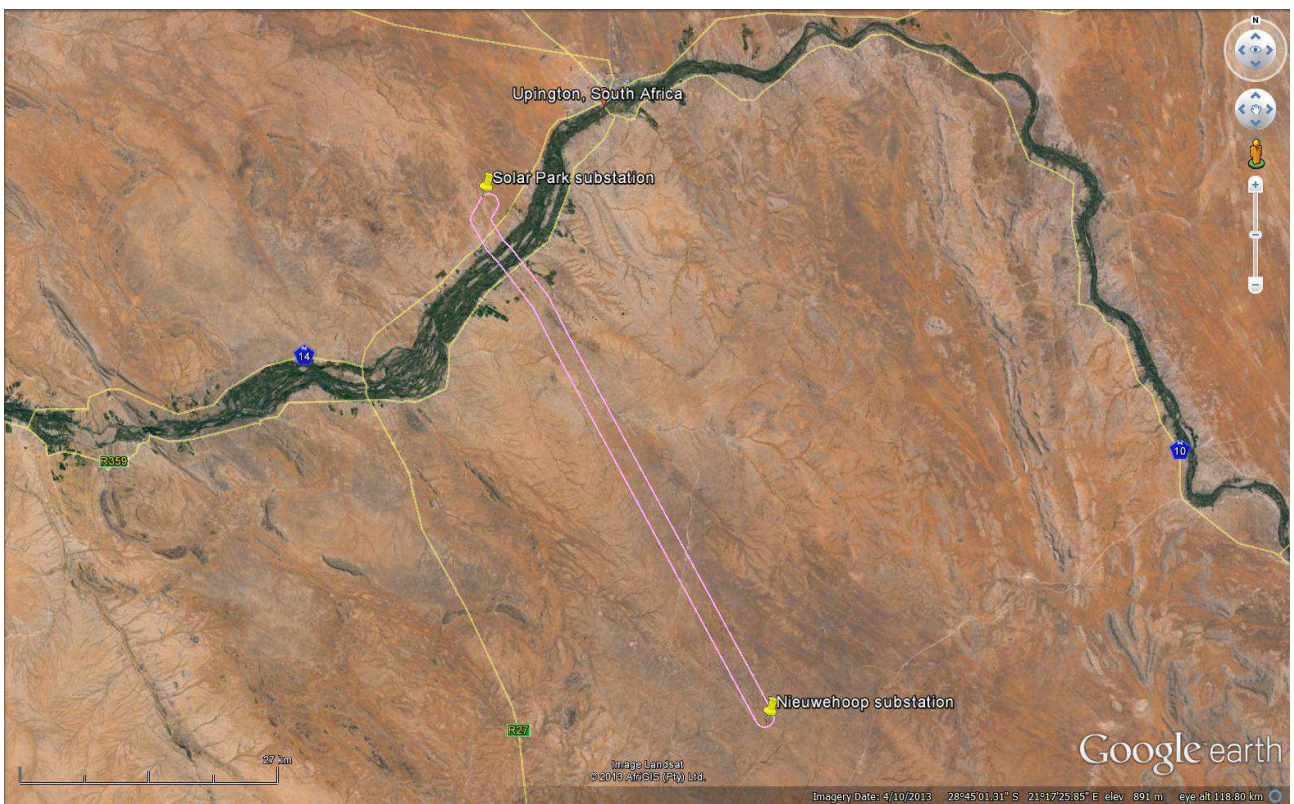 N
Upington, South Africa
Solar Park substation
14
R359
10
Nieuwehoop substation
R27
27 km
Image Landsat
© 2013 AfriGIS (Pty) Ltd.
Google earth
Imagery Date: 4/10/2013 28°45'01.31" S 21°17'25.85" E elev 891 m eye alt 118.80 km